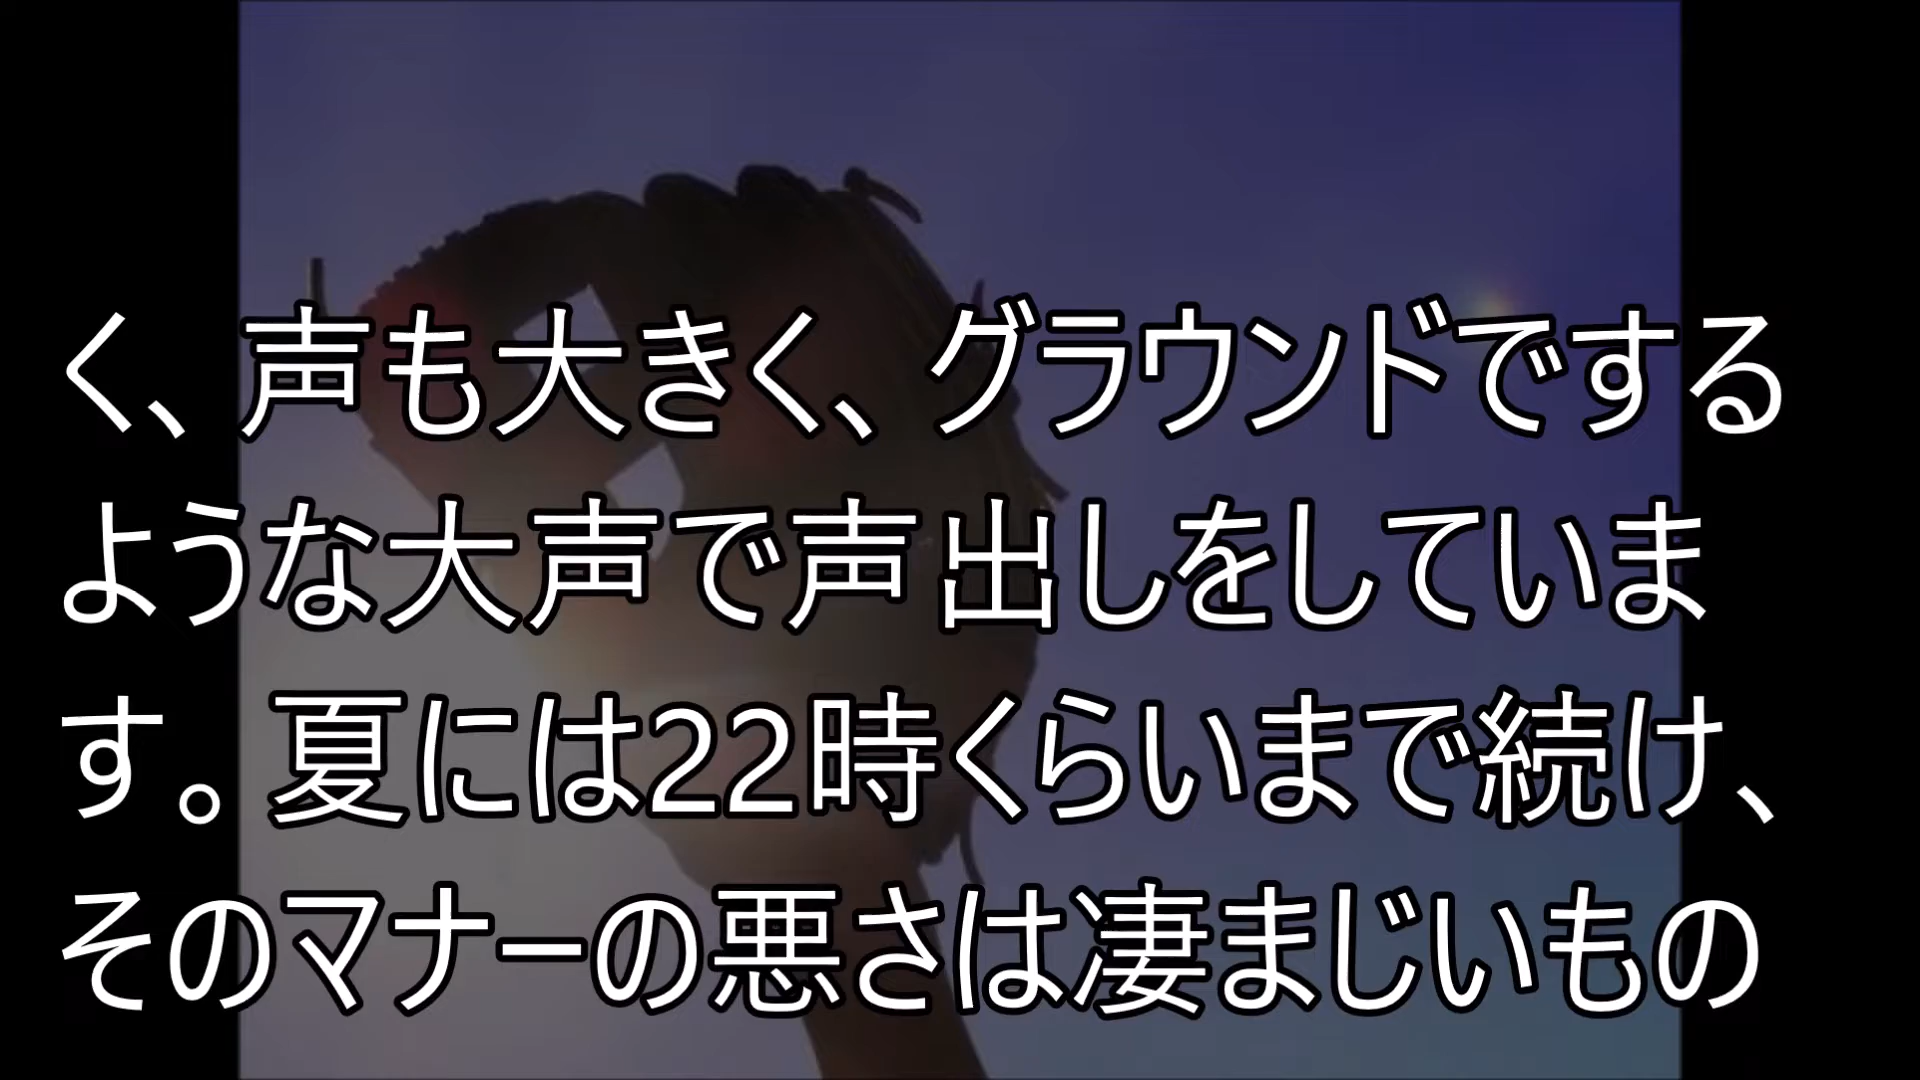 く、声も大きく、グラウンドでする
ような大声で声出しをしていま
す。夏には22時くらいまで続け、
そのマナーの悪さは凄まじいもの